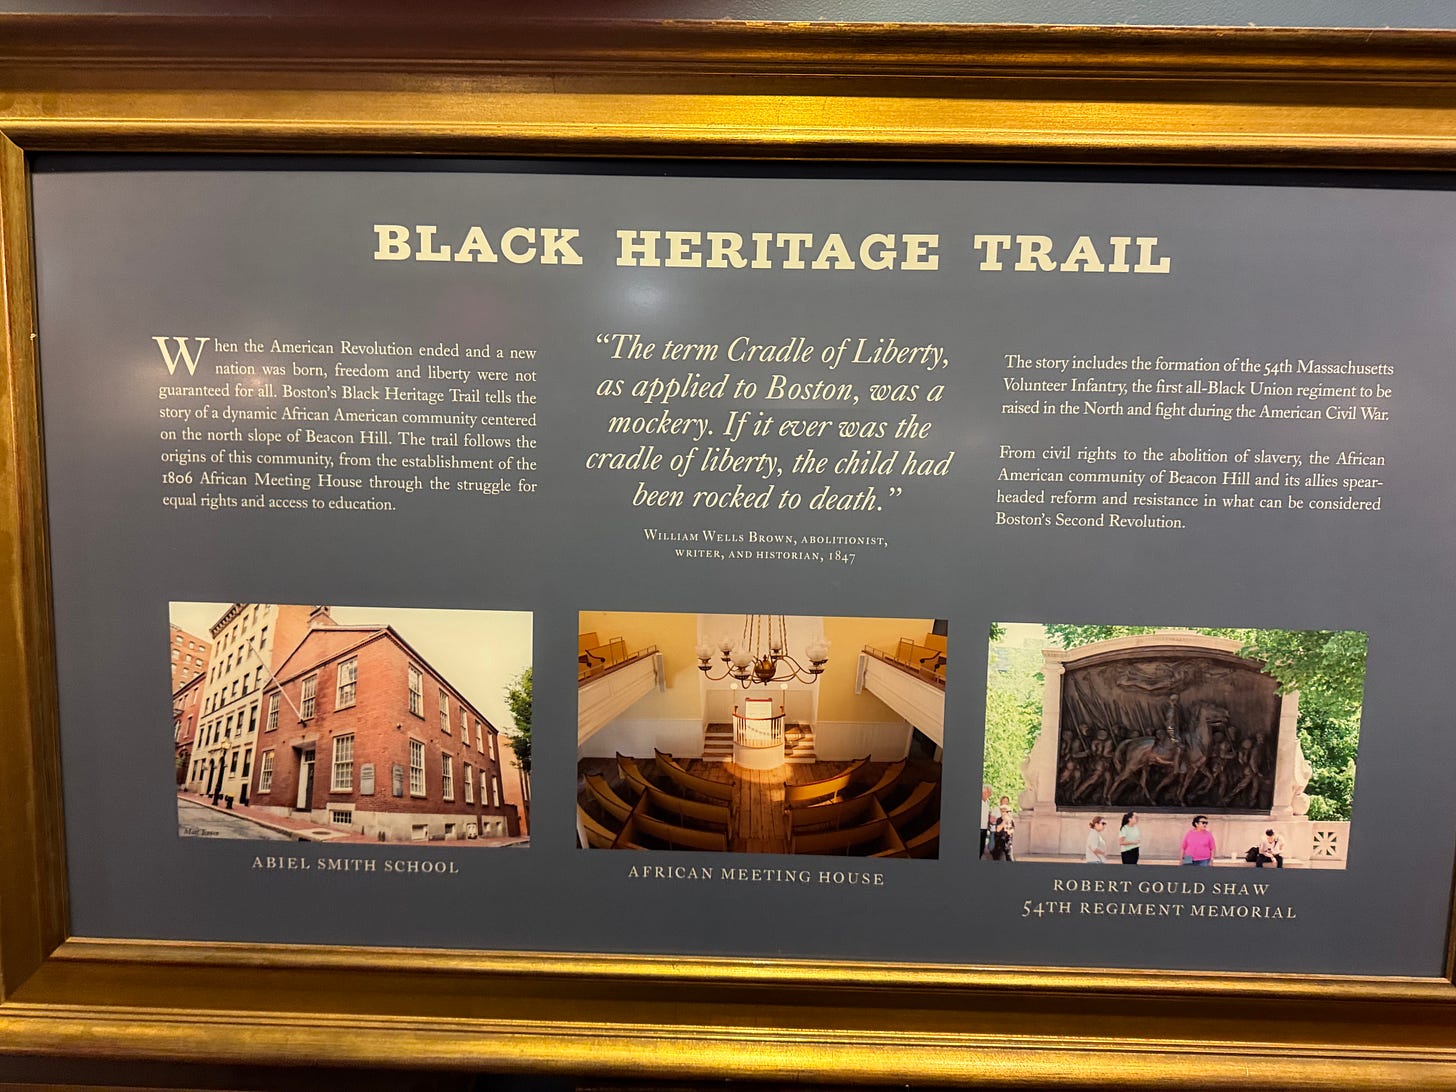 BLACK HERITAGE TRAIL
When the American Revolution ended and a new
nation was born, freedom and liberty were not
guaranteed for all. Boston's Black Heritage Trail tells the
story of a dynamic African American community centered
on the north slope of Beacon Hill. The trail follows the
origins of this community, from the establishment of the
1806 African Meeting House through the struggle for
equal rights and access to education.
“The term Cradle of Liberty,
as applied to Boston, was a
mockery. If it ever was the
cradle of liberty, the child had
been rocked to death.”
William Wells Brown, abolitionist,
writer, and historian, 1847
The story includes the formation of the 54th Massachusetts
Volunteer Infantry, the first all-Black Union regiment to be
raised in the North and fight during the American Civil War.
From civil rights to the abolition of slavery, the African
American community of Beacon Hill and its allies spear-
headed reform and resistance in what can be considered
Boston's Second Revolution.
ABIEL SMITH SCHOOL
AFRICAN MEETING HOUSE
ROBERT GOULD SHAW
54TH REGIMENT MEMORIAL